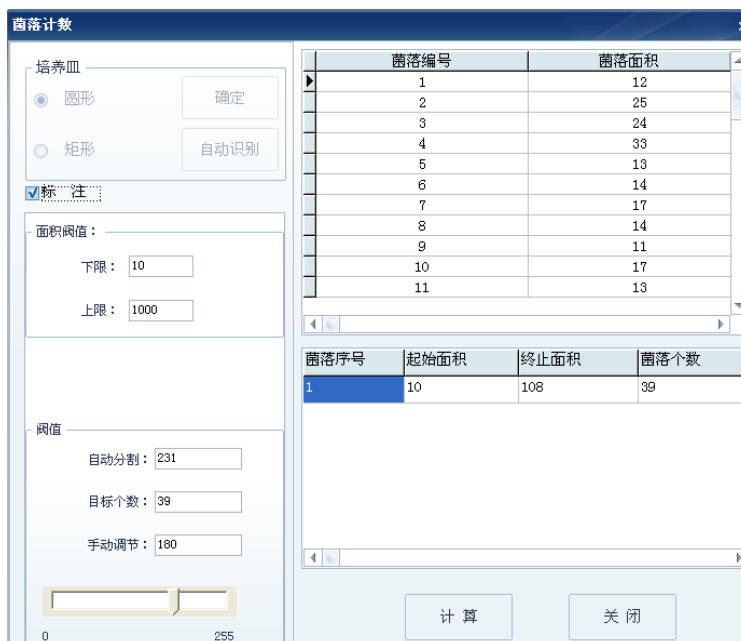 菌落计数
培养皿
圆形
确定
矩形
自动识别
标 注
面积阀值：
下限： 10
上限： 1000
阀值
自动分割： 231
目标个数： 39
手动调节： 180
0 255
菌落编号 菌落面积
1 12
2 25
3 24
4 33
5 13
6 14
7 17
8 14
9 11
10 17
11 13
菌落序号 起始面积 终止面积 菌落个数
1 10 108 39
计 算 关 闭